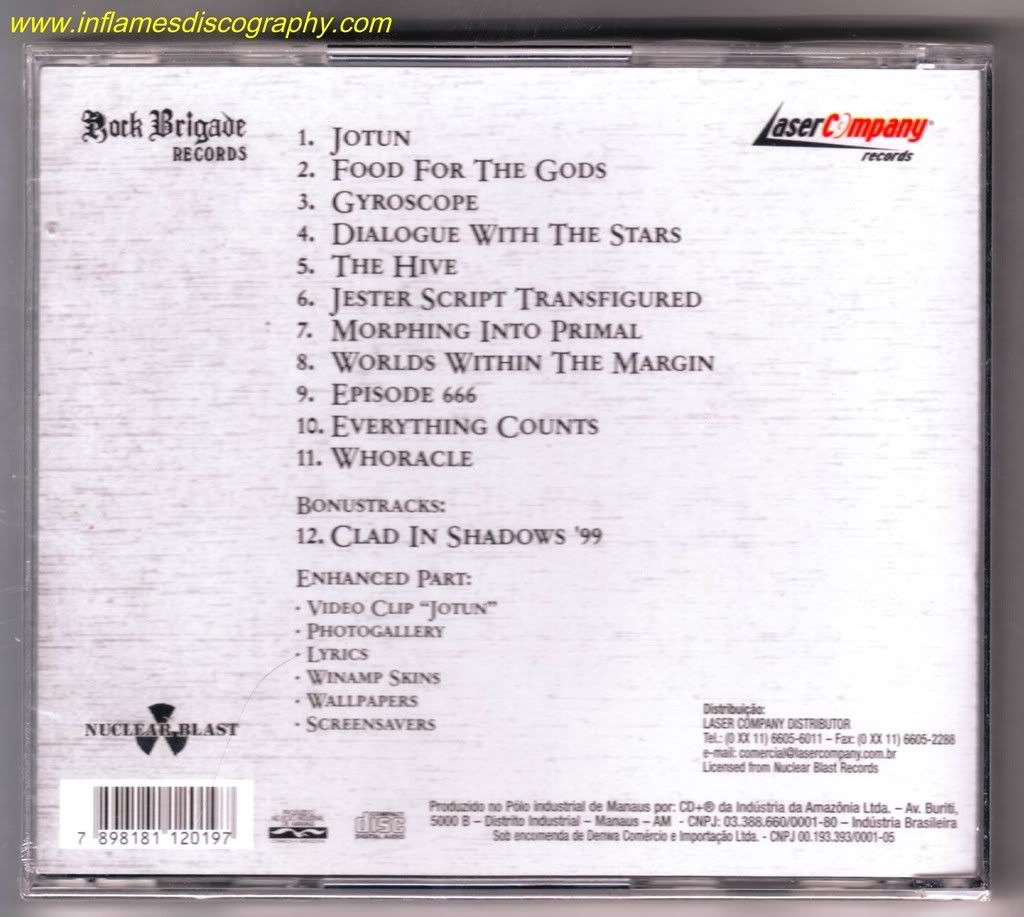 www.inflamesdiscography.com
Rock Brigade
RECORDS
LaserCompany
records
1. JOTUN
2. FOOD FOR THE GODS
3. GYROSCOPE
4. DIALOGUE WITH THE STARS
5. THE HIVE
6. JESTER SCRIPT TRANSFIGURED
7. MORPHING INTO PRIMAL
8. WORLDS WITHIN THE MARGIN
9. EPISODE 666
10. EVERYTHING COUNTS
11. WHORACLE
BONUSTRACKS:
12. CLAD IN SHADOWS '99
ENHANCED PART:
· VIDEO CLIP “JOTUN”
· PHOTOGALLERY
· LYRICS
· WINAMP SKINS
· WALLPAPERS
· SCREENSAVERS
NUCLEAR BLAST
Distribuição:
LASER COMPANY DISTRIBUTOR
Tel.: (0 XX 11) 6605-6011 – Fax: (0 XX 11) 6605-2288
e-mail: comercial@lasercompany.com.br
Licensed from Nuclear Blast Records
7 898181 120197
disc
DIGITAL AUDIO
Produzido no Pólo industrial de Manaus por: CD+® da Indústria da Amazônia Ltda. – Av. Buriti,
5000 B – Distrito Industrial – Manaus – AM - CNPJ: 03.388.660/0001-80 – Indústria Brasileira
Sob encomenda de Denwa Comércio e Importação Ltda. - CNPJ 00.193.393/0001-05